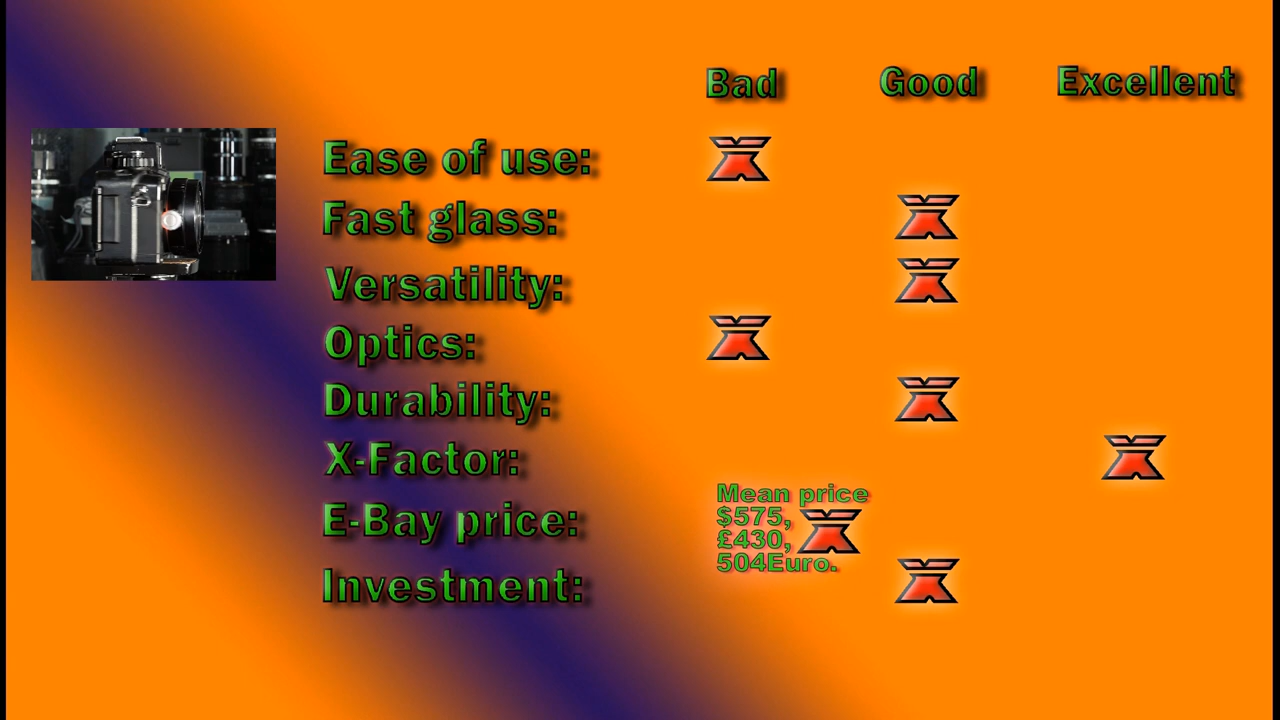 Bad Good Excellent
Ease of use:
Fast glass:
Versatility:
Optics:
Durability:
X-Factor:
E-Bay price:
Mean price
$575,
£430,
504Euro.
Investment: